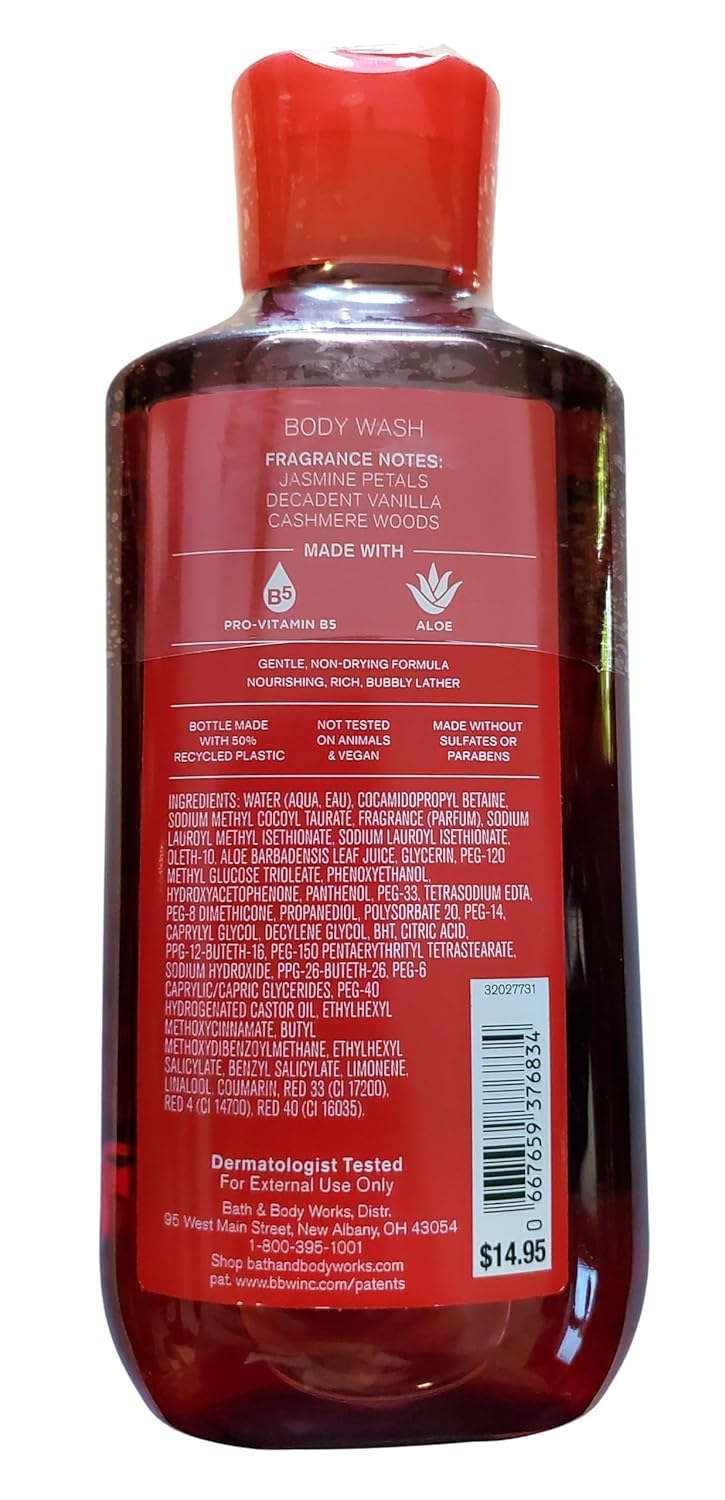 BODY WASH
FRAGRANCE NOTES:
JASMINE PETALS
DECADENT VANILLA
CASHMERE WOODS
MADE WITH
B5
PRO-VITAMIN B5
ALOE
GENTLE, NON-DRYING FORMULA
NOURISHING, RICH, BUBBLY LATHER
BOTTLE MADE
WITH 50%
RECYCLED PLASTIC
NOT TESTED
ON ANIMALS
& VEGAN
MADE WITHOUT
SULFATES OR
PARABENS
INGREDIENTS: WATER (AQUA, EAU), COCAMIDOPROPYL BETAINE,
SODIUM METHYL COCOYL TAURATE, FRAGRANCE (PARFUM), SODIUM
LAUROYL METHYL ISETHIONATE, SODIUM LAUROYL ISETHIONATE,
OLETH-10, ALOE BARBADENSIS LEAF JUICE, GLYCERIN, PEG-120
METHYL GLUCOSE TRIOLEATE, PHENOXYETHANOL,
HYDROXYACETOPHENONE, PANTHENOL, PEG-33, TETRASODIUM EDTA,
PEG-8 DIMETHICONE, PROPANEDIOL, POLYSORBATE 20, PEG-14,
CAPRYLYL GLYCOL, DECYLENE GLYCOL, BHT, CITRIC ACID,
PPG-12-BUTETH-16, PEG-150 PENTAERYTHRITYL TETRASTEARATE,
SODIUM HYDROXIDE, PPG-26-BUTETH-26, PEG-6
CAPRYLIC/CAPRIC GLYCERIDES, PEG-40
HYDROGENATED CASTOR OIL, ETHYLHEXYL
METHOXYCINNAMATE, BUTYL
METHOXYDIBENZOYLMETHANE, ETHYLHEXYL
SALICYLATE, BENZYL SALICYLATE, LIMONENE,
LINALOOL, COUMARIN, RED 33 (CI 17200),
RED 4 (CI 14700), RED 40 (CI 16035).
32027731
0 667659 376834
$14.95
Dermatologist Tested
For External Use Only
Bath & Body Works, Distr.
95 West Main Street, New Albany, OH 43054
1-800-395-1001
Shop bathandbodyworks.com
pat. www.bbwinc.com/patents